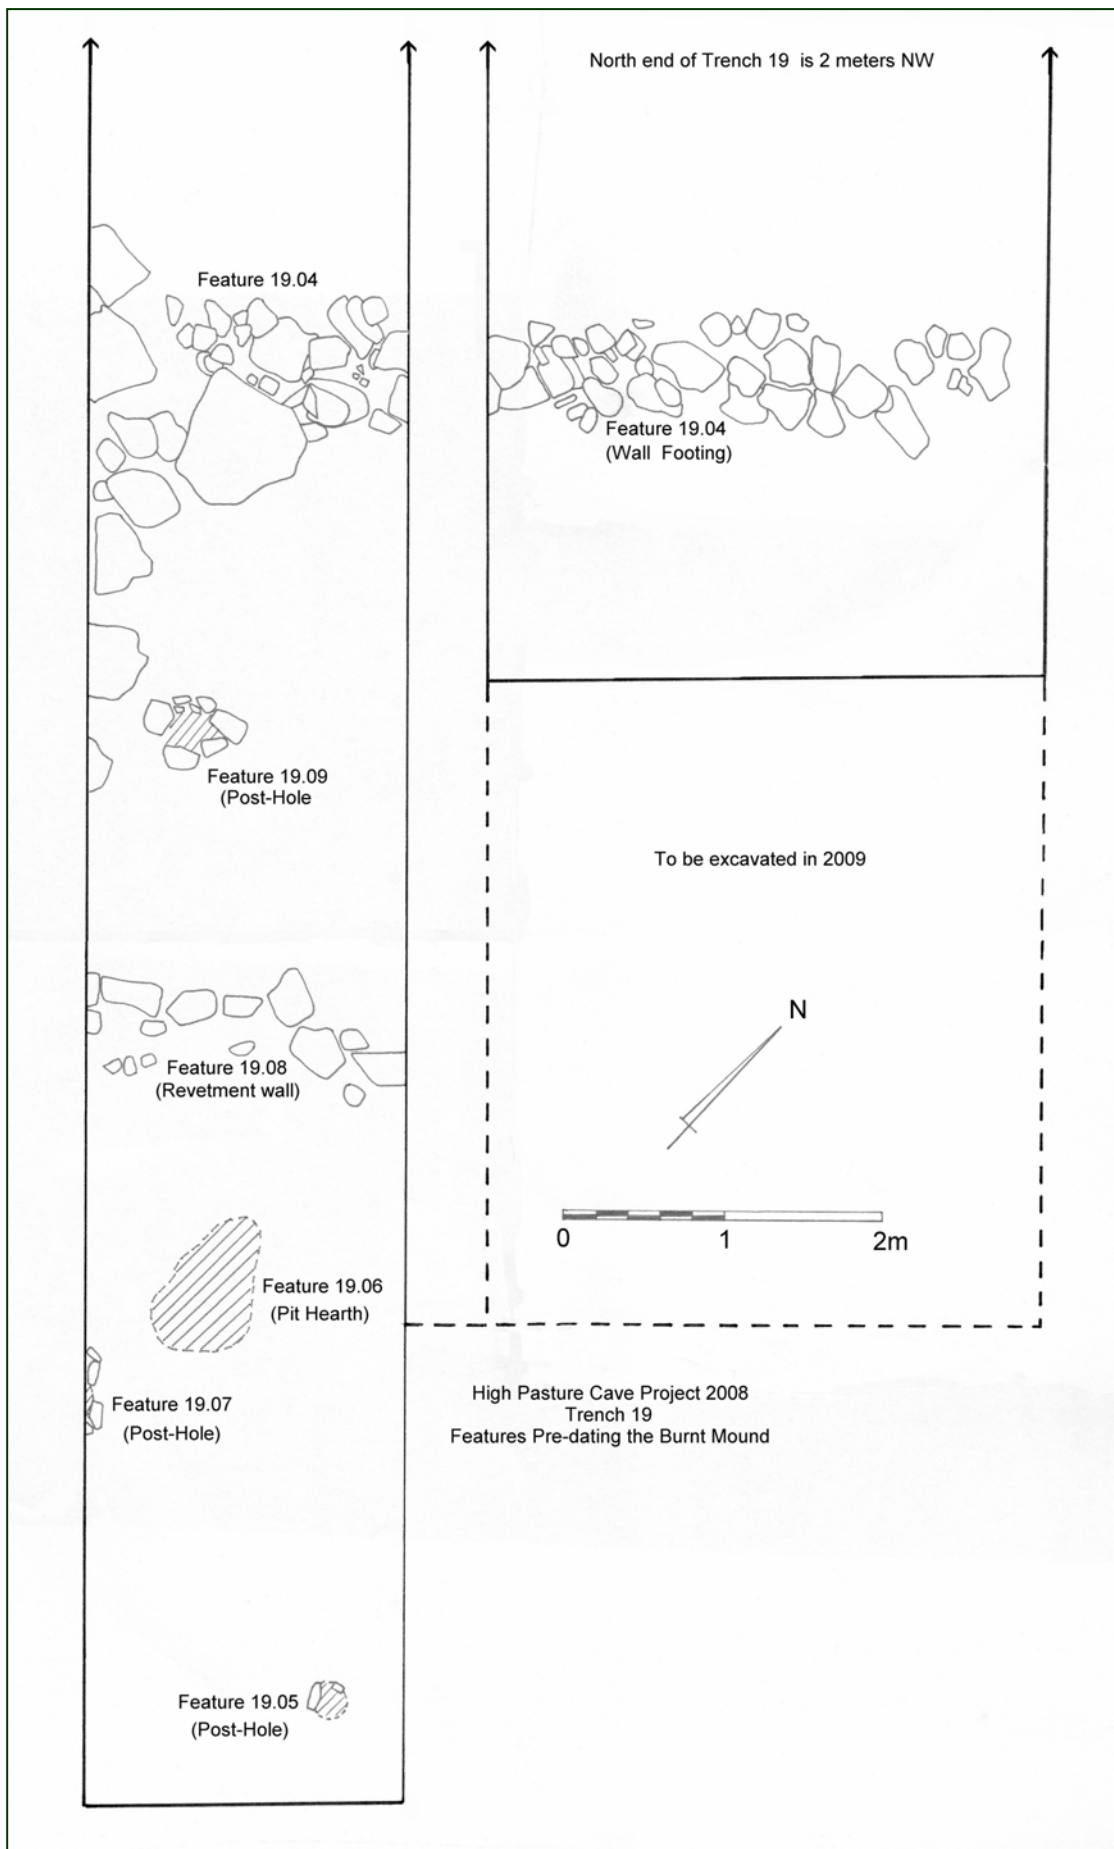 North end of Trench 19 is 2 meters NW
Feature 19.04
Feature 19.04
(Wall Footing)
Feature 19.09
(Post-Hole
To be excavated in 2009
N
Feature 19.08
(Revetment wall)
0 1 2m
Feature 19.06
(Pit Hearth)
Feature 19.07
(Post-Hole)
High Pasture Cave Project 2008
Trench 19
Features Pre-dating the Burnt Mound
Feature 19.05
(Post-Hole)